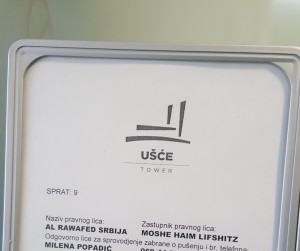 UŠĆE
TOWER
SPRAT: 9
Naziv pravnog lica: Zastupnik pravnog lica:
AL RAWAFED SRBIJA MOSHE HAIM LIFSHITZ
Odgovorno lice za sprovodjenje zabrane o pušenju i br. telefona:
MILENA POPADIĆ